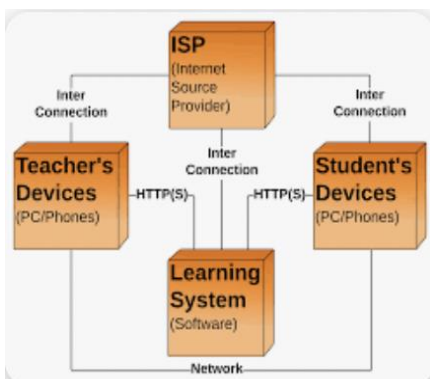 ISP
(Internet
Source
Provider)
Inter
Connection
Inter
Connection
Inter
Connection
Teacher's
Devices
(PC/Phones)
HTTP(S)
HTTP(S)
Student's
Devices
(PC/Phones)
Learning
System
(Software)
Network